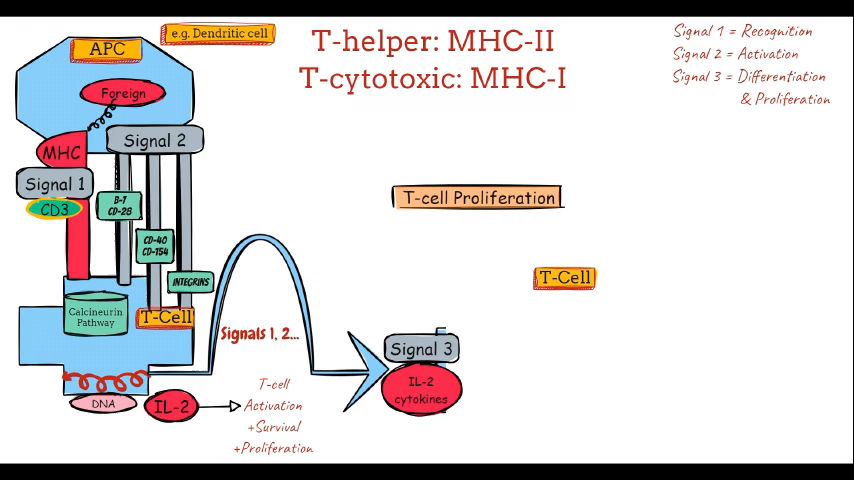 APC
e.g. Dendritic cell
T-helper: MHC-II
T-cytotoxic: MHC-I
Signal 1 = Recognition
Signal 2 = Activation
Signal 3 = Differentiation
& Proliferation
Foreign
MHC
Signal 2
Signal 1
CD3
B-7
CD-28
CD-40
CD-154
INTEGRINS
T-cell Proliferation
T-Cell
Calcineurin
Pathway
T-Cell
Signals 1, 2...
Signal 3
IL-2
cytokines
DNA
IL-2
T-cell
Activation
+Survival
+Proliferation